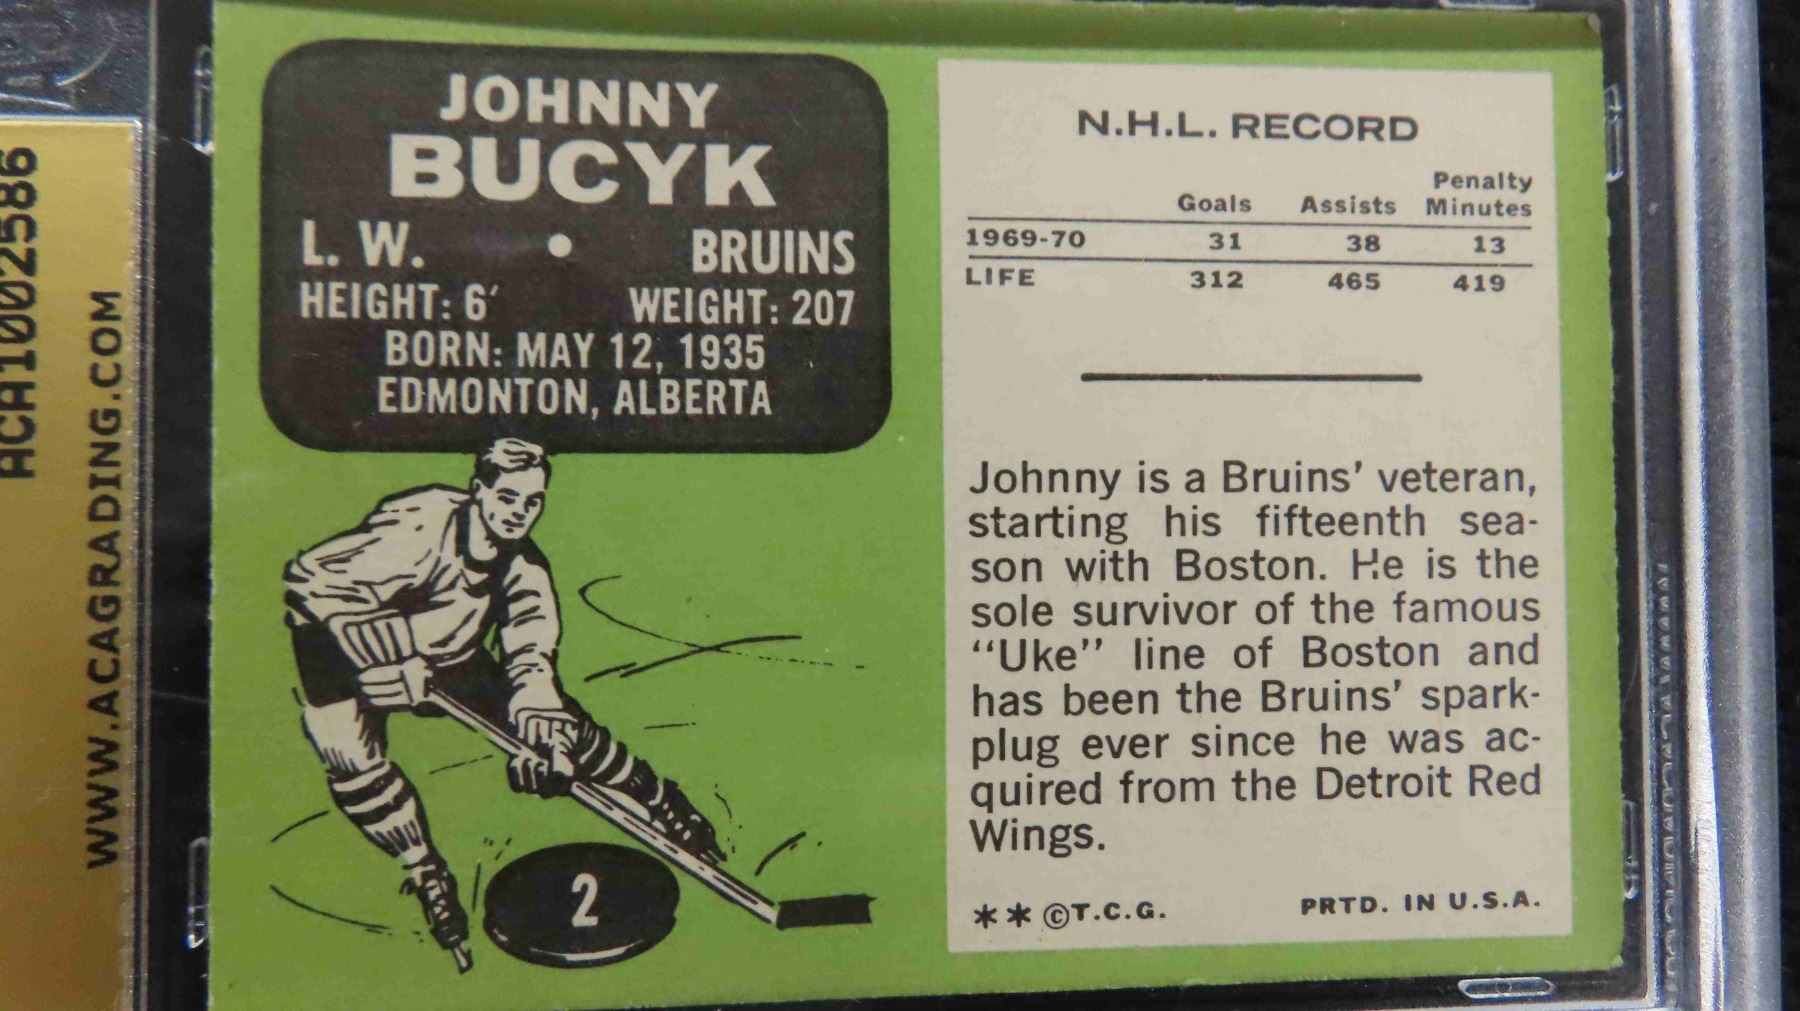 ACA1002586
WWW.ACAGRADING.COM
JOHNNY
BUCYK
L. W. • BRUINS
HEIGHT: 6′ WEIGHT: 207
BORN: MAY 12, 1935
EDMONTON, ALBERTA
2
N.H.L. RECORD
Goals Assists Penalty Minutes
1969-70 31 38 13
LIFE 312 465 419
Johnny is a Bruins’ veteran,
starting his fifteenth sea-
son with Boston. He is the
sole survivor of the famous
“Uke” line of Boston and
has been the Bruins’ spark-
plug ever since he was ac-
quired from the Detroit Red
Wings.
** ©T.C.G. PRTD. IN U.S.A.